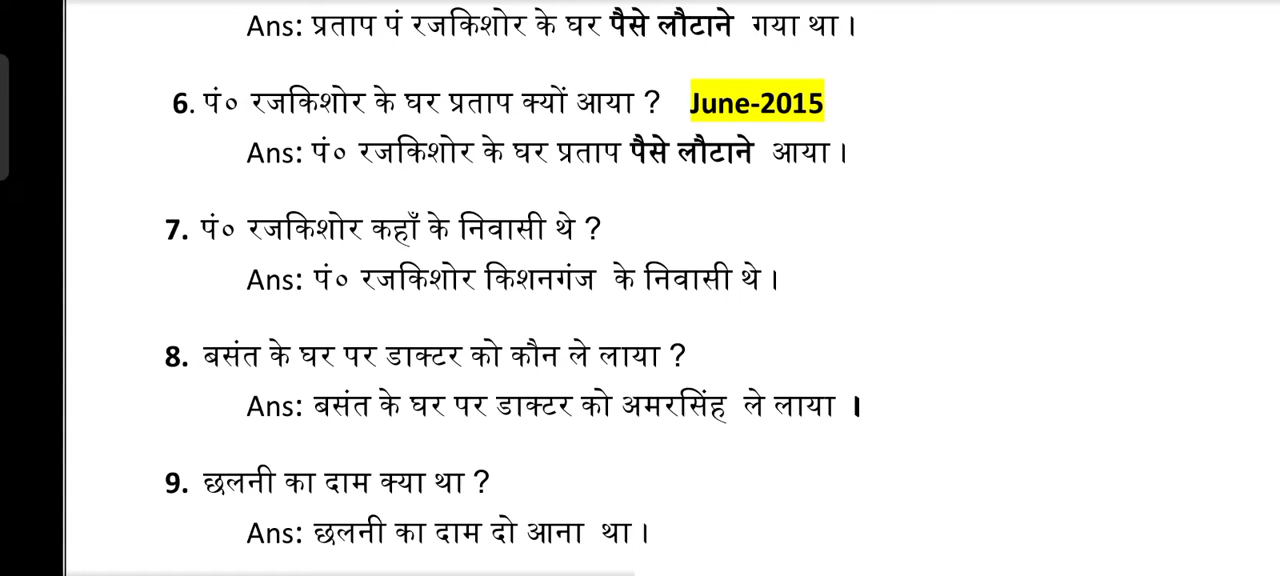 Ans: प्रताप पं रजकिशोर के घर पैसे लौटाने गया था ।
6. पं० रजकिशोर के घर प्रताप क्यों आया ? June-2015
Ans: पं० रजकिशोर के घर प्रताप पैसे लौटाने आया ।
7. पं० रजकिशोर कहाँ के निवासी थे ?
Ans: पं० रजकिशोर किशनगंज के निवासी थे ।
8. बसंत के घर पर डाक्टर को कौन ले लाया ?
Ans: बसंत के घर पर डाक्टर को अमरसिंह ले लाया ।
9. छलनी का दाम क्या था ?
Ans: छलनी का दाम दो आना था ।